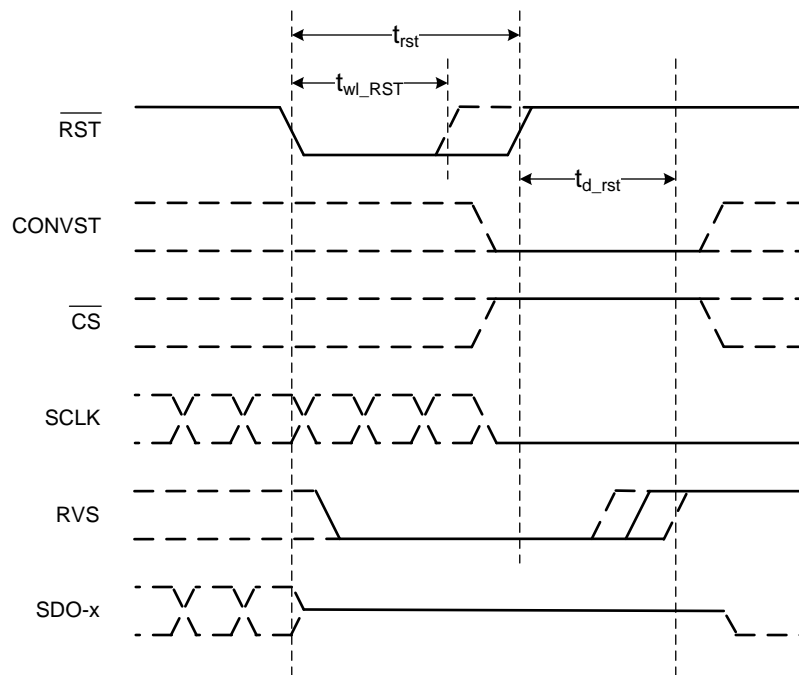 t_rst
t_wl_RST
RST
t_d_rst
CONVST
CS
SCLK
RVS
SDO-x